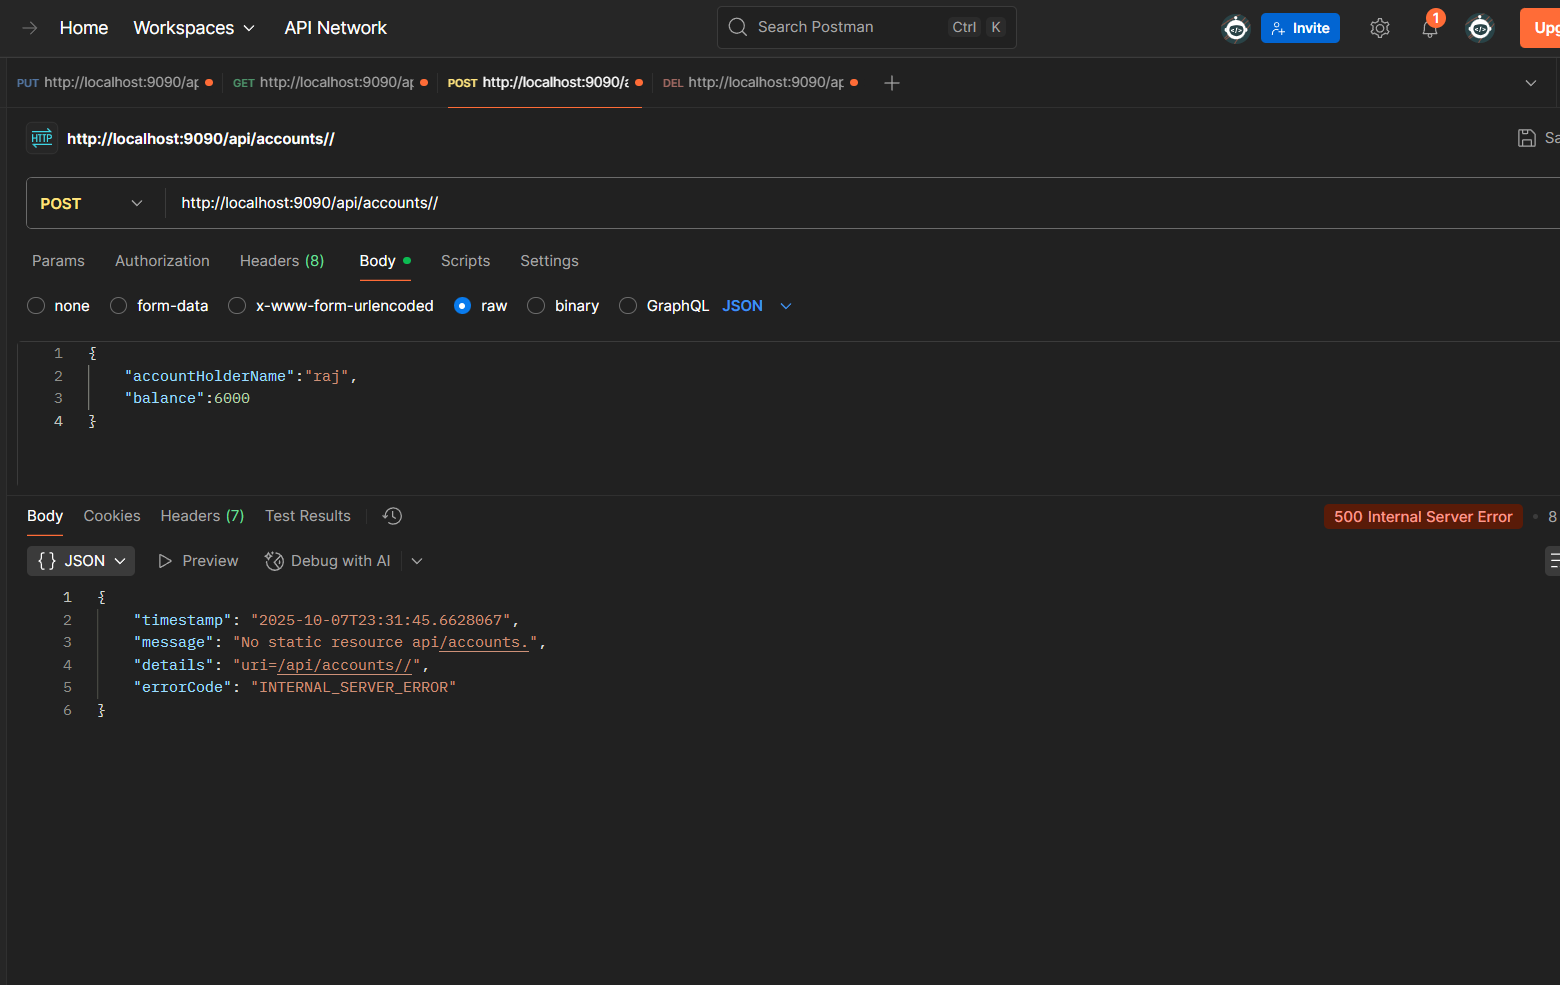 Home Workspaces API Network Search Postman Ctrl K Invite 1 Upg
PUT http://localhost:9090/ap GET http://localhost:9090/ap POST http://localhost:9090/a DEL http://localhost:9090/ap
HTTP http://localhost:9090/api/accounts// Sa
POST http://localhost:9090/api/accounts//
Params Authorization Headers (8) Body Scripts Settings
none form-data x-www-form-urlencoded raw binary GraphQL JSON
1 {
2 "accountHolderName":"raj",
3 "balance":6000
4 }
Body Cookies Headers (7) Test Results 500 Internal Server Error 8
{} JSON Preview Debug with AI
1 {
2 "timestamp": "2025-10-07T23:31:45.6628067",
3 "message": "No static resource api/accounts.",
4 "details": "uri=/api/accounts//",
5 "errorCode": "INTERNAL_SERVER_ERROR"
6 }